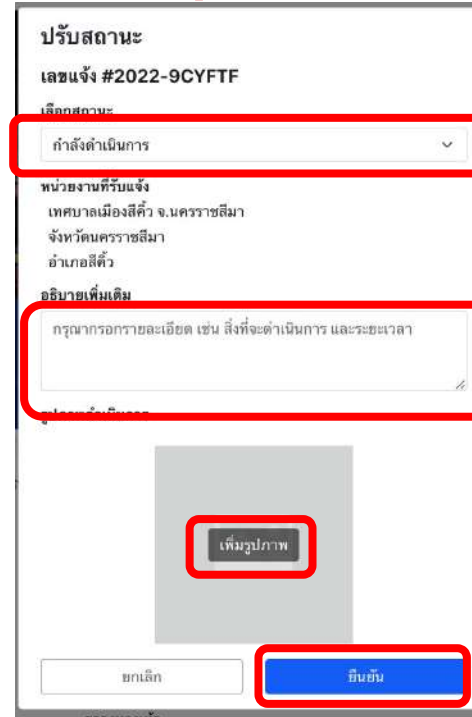 ปรับสถานะ
เลขแจ้ง #2022-9CYFTF
เลือกสถานะ
กำลังดำเนินการ
หน่วยงานที่รับแจ้ง
เทศบาลเมืองสีคิ้ว จ.นครราชสีมา
จังหวัดนครราชสีมา
อำเภอสีคิ้ว
อธิบายเพิ่มเติม
กรุณากรอกรายละเอียด เช่น สิ่งที่จะดำเนินการ และระยะเวลา
เพิ่มรูปภาพ
ยกเลิก
ยืนยัน